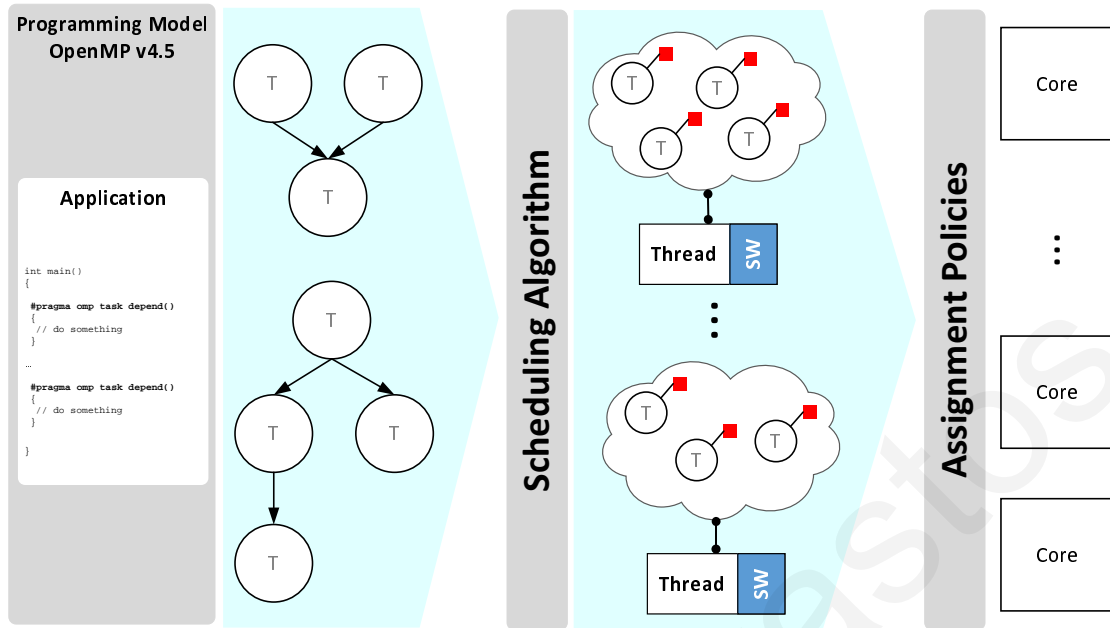 Programming Model
OpenMP v4.5
Application
int main()
{
#pragma omp task depend()
{
// do something
}
…
#pragma omp task depend()
{
// do something
}
}
T
T
T
T
T
T
T
Scheduling Algorithm
T
T
T
T
Thread
SW
⋮
T
T
T
Thread
SW
Assignment Policies
Core
⋮
Core
Core